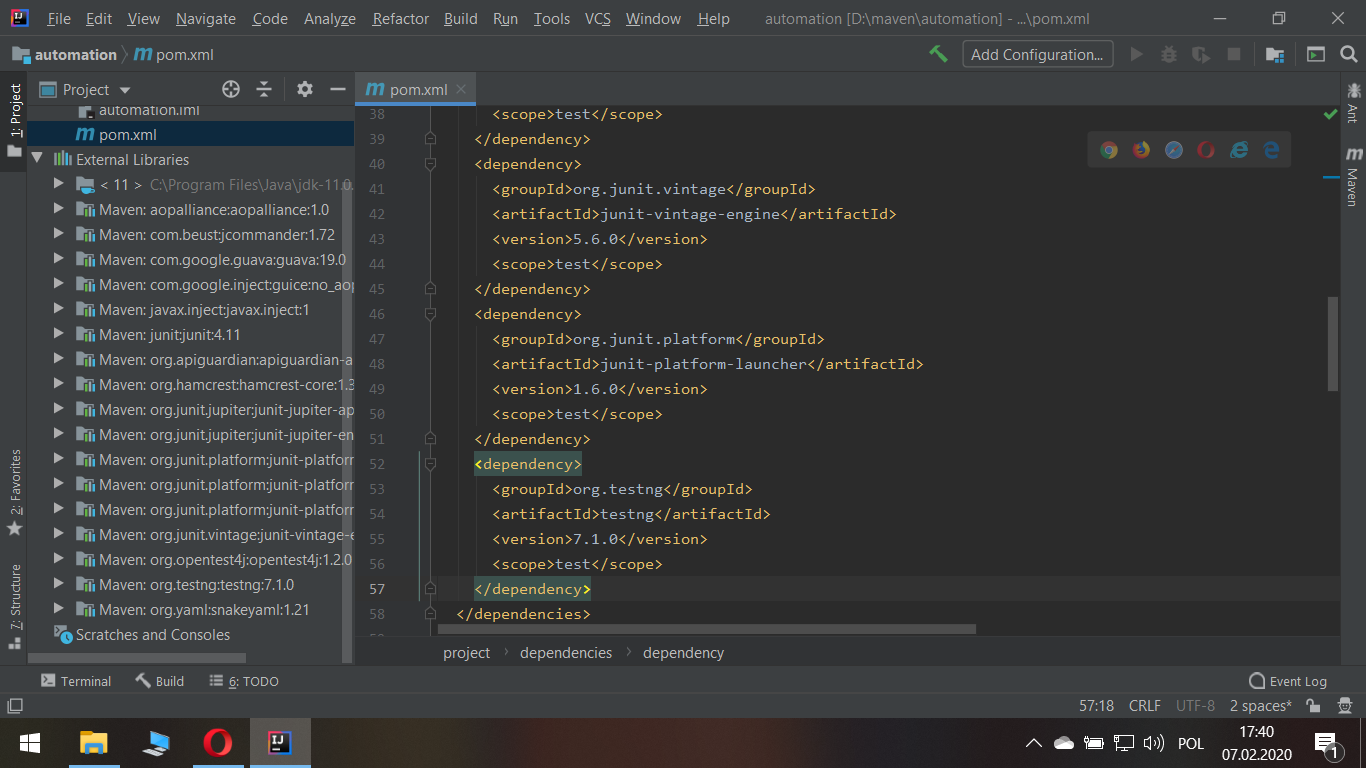 File Edit View Navigate Code Analyze Refactor Build Run Tools VCS Window Help automation [D:\maven\automation] - ...\pom.xml
automation pom.xml Add Configuration...
1: Project
Project
pom.xml
automation.iml
pom.xml
External Libraries
< 11 > C:\Program Files\Java\jdk-11.0.
Maven: aopalliance:aopalliance:1.0
Maven: com.beust:jcommander:1.72
Maven: com.google.guava:guava:19.0
Maven: com.google.inject:guice:no_aop
Maven: javax.inject:javax.inject:1
Maven: junit:junit:4.11
Maven: org.apiguardian:apiguardian-a
Maven: org.hamcrest:hamcrest-core:1.3
Maven: org.junit.jupiter:junit-jupiter-ap
Maven: org.junit.jupiter:junit-jupiter-en
Maven: org.junit.platform:junit-platform
Maven: org.junit.platform:junit-platform
Maven: org.junit.platform:junit-platform
Maven: org.junit.vintage:junit-vintage-e
Maven: org.opentest4j:opentest4j:1.2.0
Maven: org.testng:testng:7.1.0
Maven: org.yaml:snakeyaml:1.21
Scratches and Consoles
2: Favorites
7: Structure
38 <scope>test</scope>
39 </dependency>
40 <dependency>
41 <groupId>org.junit.vintage</groupId>
42 <artifactId>junit-vintage-engine</artifactId>
43 <version>5.6.0</version>
44 <scope>test</scope>
45 </dependency>
46 <dependency>
47 <groupId>org.junit.platform</groupId>
48 <artifactId>junit-platform-launcher</artifactId>
49 <version>1.6.0</version>
50 <scope>test</scope>
51 </dependency>
52 <dependency>
53 <groupId>org.testng</groupId>
54 <artifactId>testng</artifactId>
55 <version>7.1.0</version>
56 <scope>test</scope>
57 </dependency>
58 </dependencies>
Ant
Maven
project dependencies dependency
Terminal Build 6: TODO Event Log
57:18 CRLF UTF-8 2 spaces*
POL 17:40
07.02.2020
1